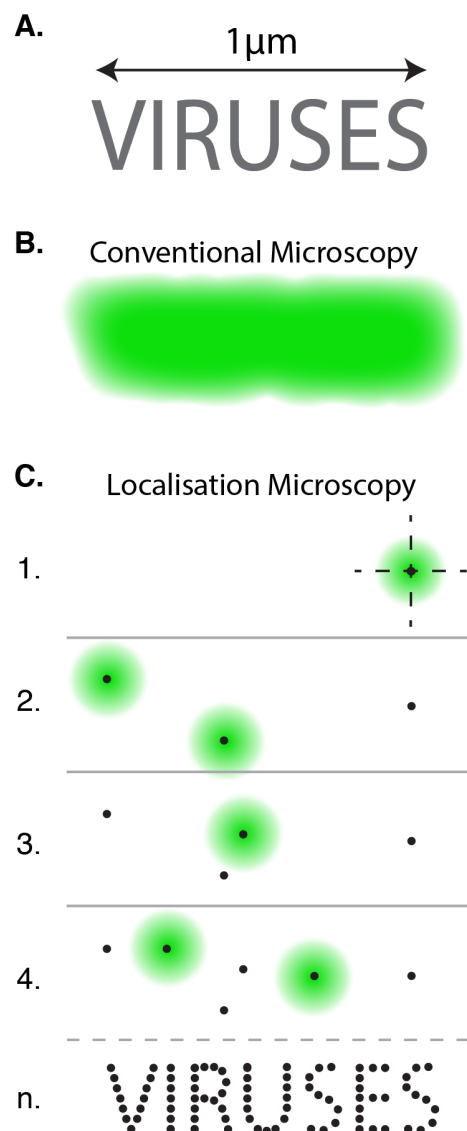 A.
1μm
VIRUSES
B.
Conventional Microscopy
C.
Localisation Microscopy
1.
2.
3.
4.
n.
VIRUSES